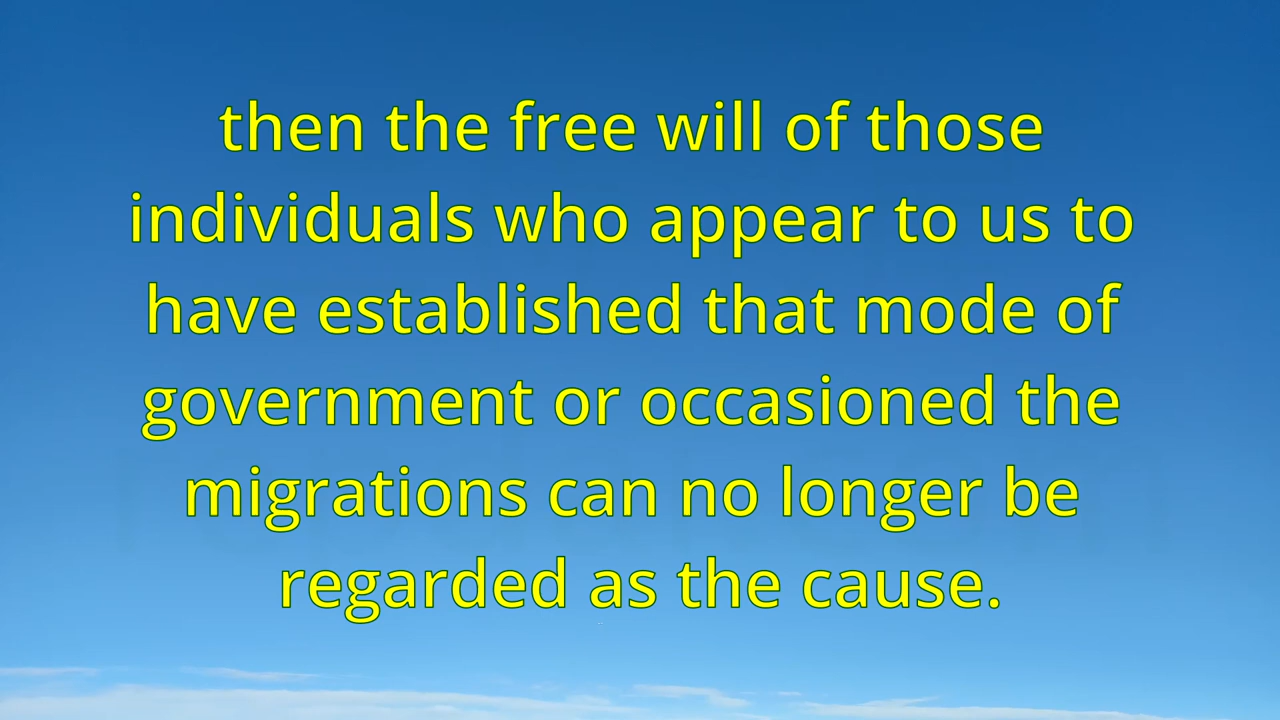 then the free will of those
individuals who appear to us to
have established that mode of
government or occasioned the
migrations can no longer be
regarded as the cause.